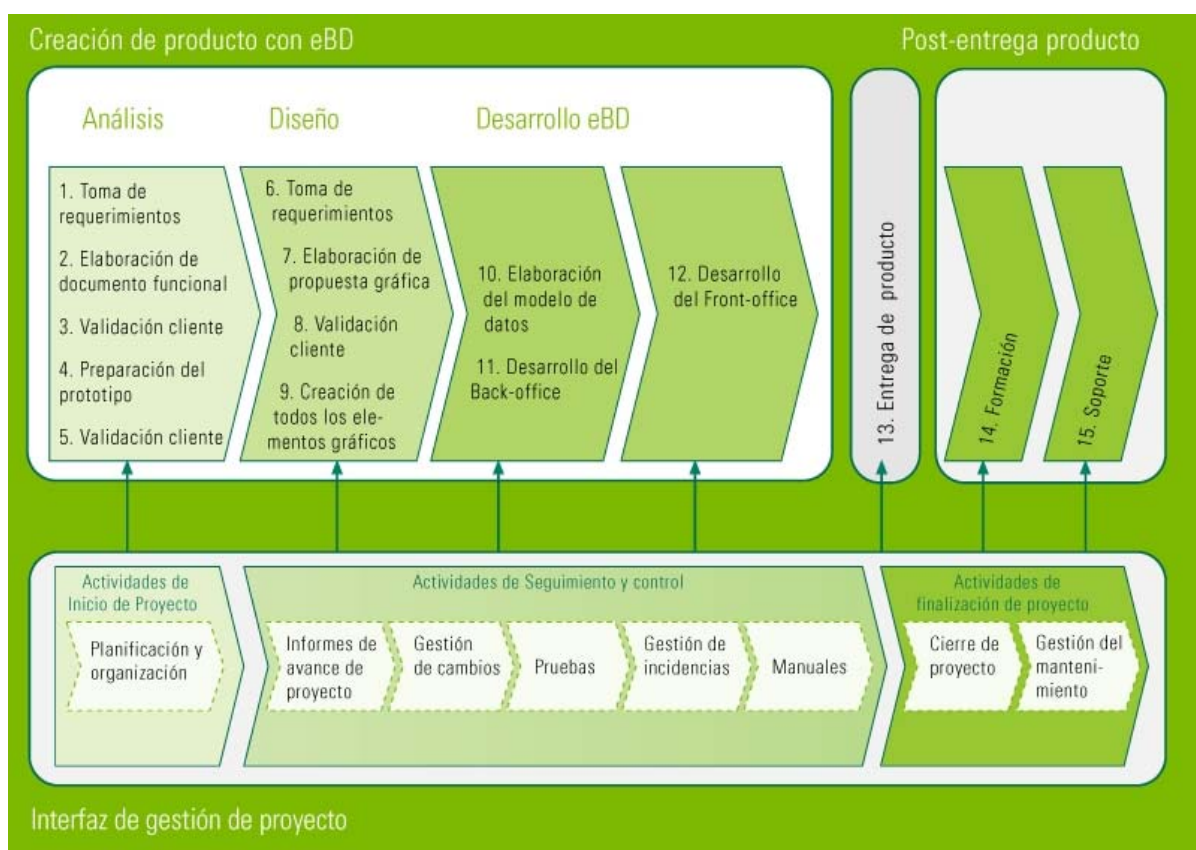 Creación de producto con eBD
Post-entrega producto
Análisis
Diseño
Desarrollo eBD
1. Toma de
requerimientos
2. Elaboración de
documento funcional
3. Validación cliente
4. Preparación del
prototipo
5. Validación cliente
6. Toma de
requerimientos
7. Elaboración de
propuesta gráfica
8. Validación
cliente
9. Creación de
todos los ele-
mentos gráficos
10. Elaboración
del modelo de
datos
11. Desarrollo del
Back-office
12. Desarrollo
del Front-office
13. Entrega de producto
14. Formación
15. Soporte
Actividades de
Inicio de Proyecto
Planificación y
organización
Actividades de Seguimiento y control
Informes de
avance de
proyecto
Gestión
de cambios
Pruebas
Gestión de
incidencias
Manuales
Actividades de
finalización de proyecto
Cierre de
proyecto
Gestión del
manteni-
miento
Interfaz de gestión de proyecto